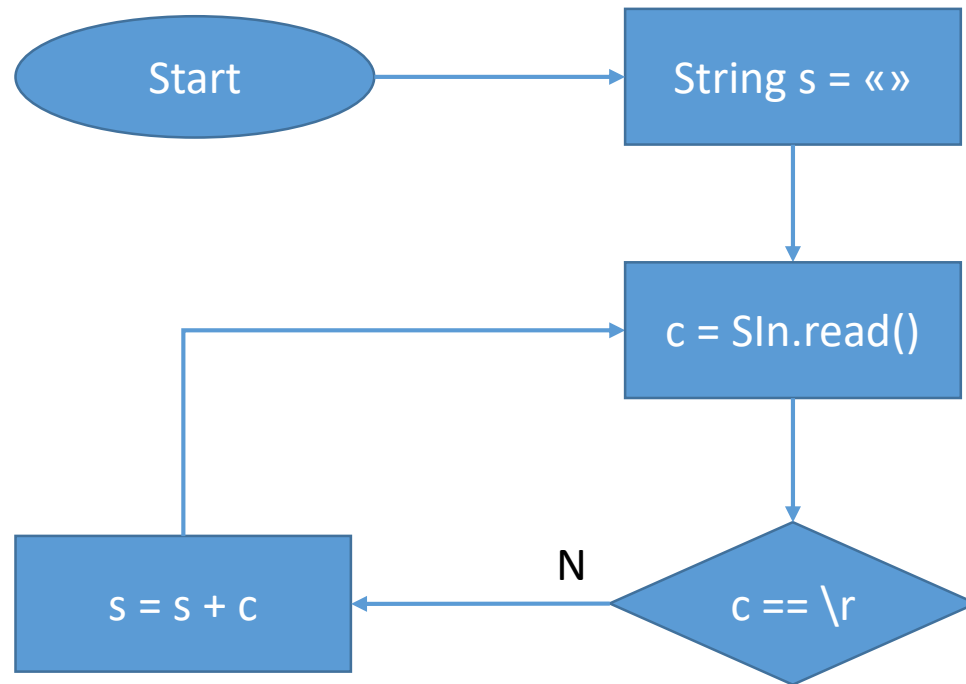 Start
String s = «»
c = SIn.read()
N
s = s + c
c == \r